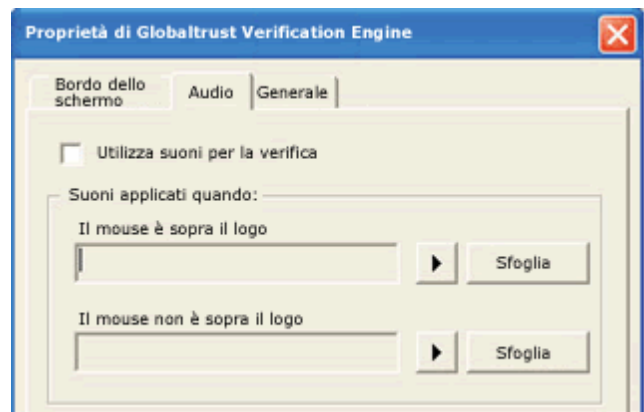 Proprietà di Globaltrust Verification Engine
Bordo dello
schermo
Audio
Generale
Utilizza suoni per la verifica
Suoni applicati quando:
Il mouse è sopra il logo
Sfoglia
Il mouse non è sopra il logo
Sfoglia